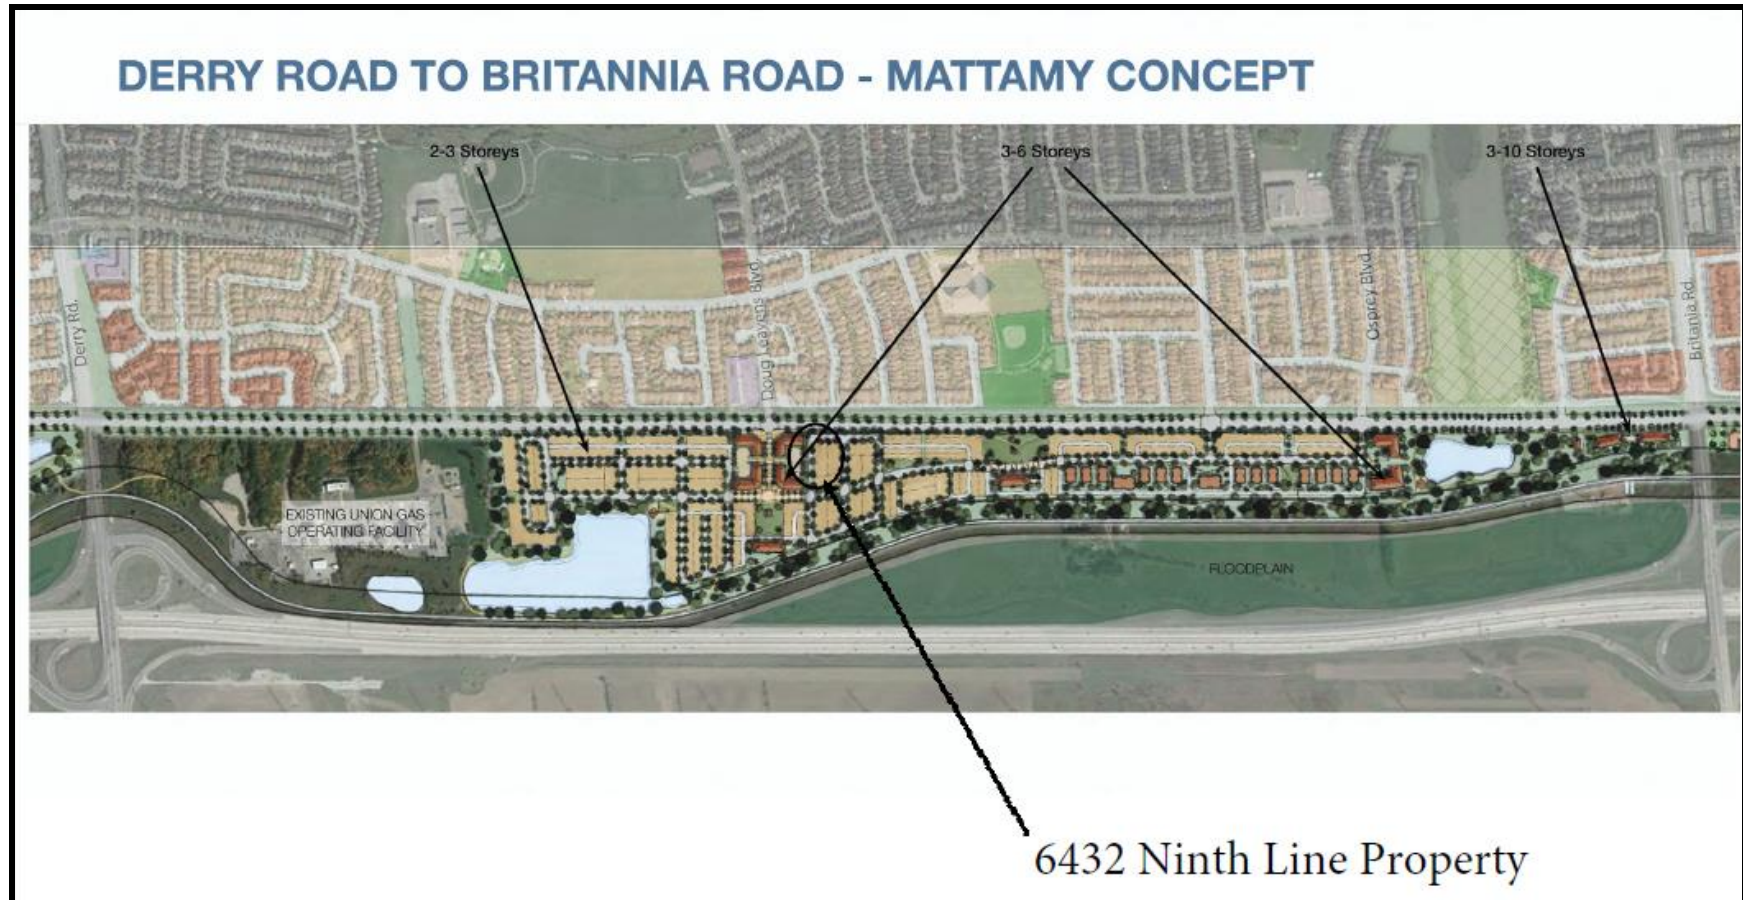 DERRY ROAD TO BRITANNIA ROAD - MATTAMY CONCEPT
2-3 Storeys
3-6 Storeys
3-10 Storeys
Derry Rd.
Doug Leavens Blvd.
Osprey Blvd.
Britania Rd.
EXISTING UNION GAS
OPERATING FACILITY
FLOODPLAIN
6432 Ninth Line Property